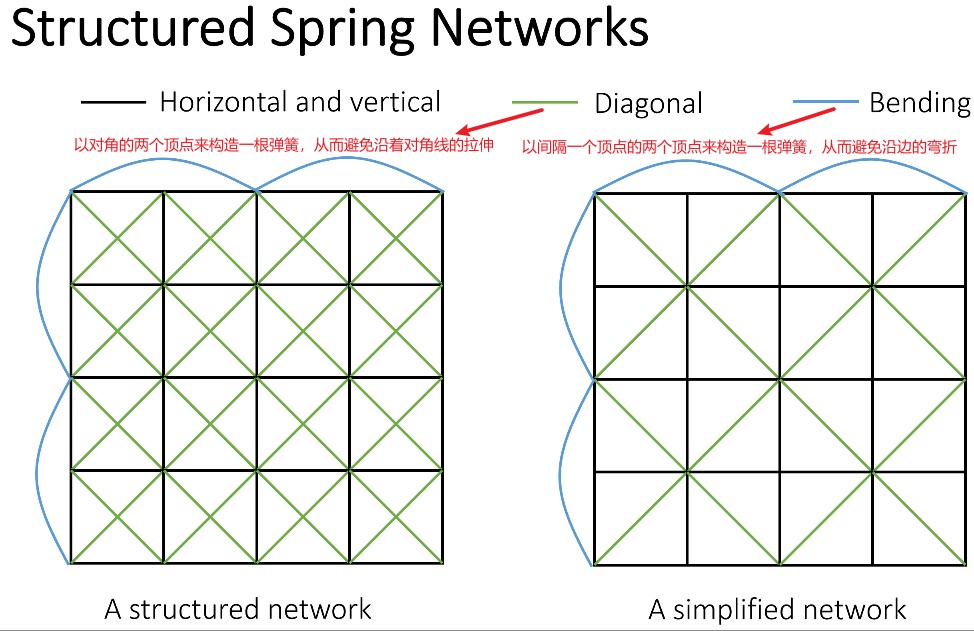 Structured Spring Networks
Horizontal and vertical
Diagonal
Bending
以对角的两个顶点来构造一根弹簧，从而避免沿着对角线的拉伸
以间隔一个顶点的两个顶点来构造一根弹簧，从而避免沿边的弯折
A structured network
A simplified network